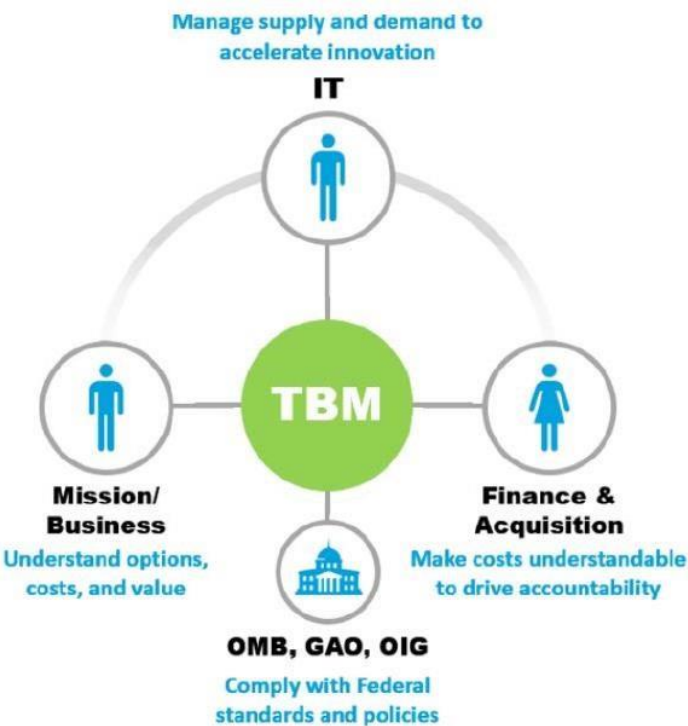 Manage supply and demand to
accelerate innovation
IT
TBM
Mission/
Business
Understand options,
costs, and value
Finance &
Acquisition
Make costs understandable
to drive accountability
OMB, GAO, OIG
Comply with Federal
standards and policies